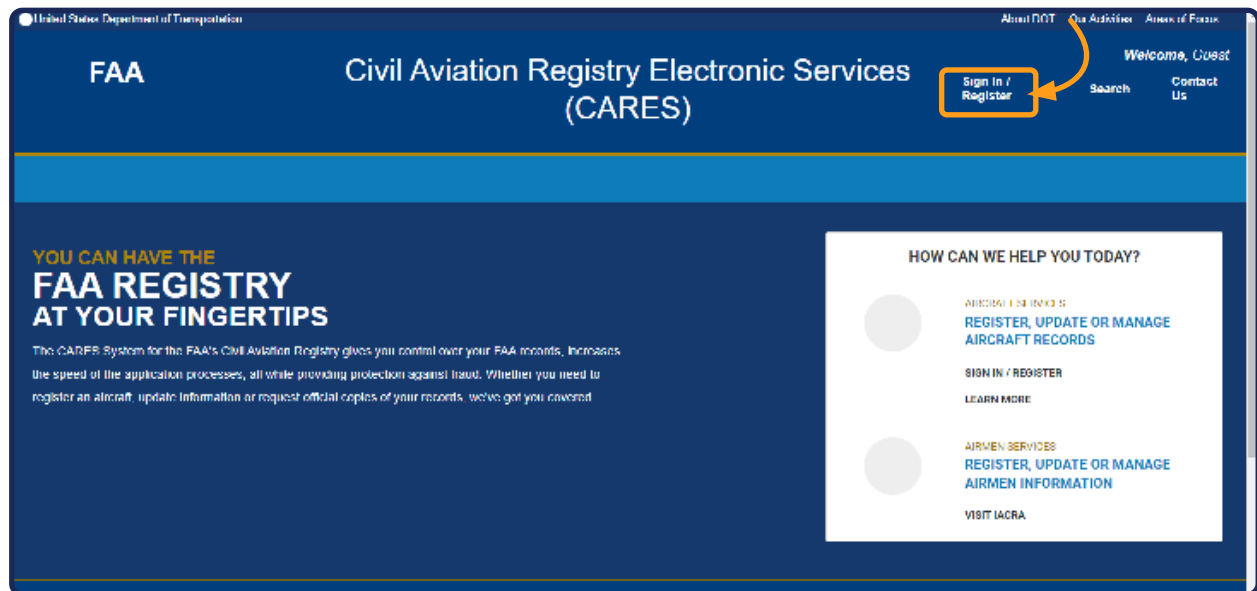 United States Department of Transportation
About DOT Our Activities Areas of Focus
Welcome, Guest
FAA
Civil Aviation Registry Electronic Services
(CARES)
Sign In /
Register
Search
Contact
Us
YOU CAN HAVE THE
FAA REGISTRY
AT YOUR FINGERTIPS
The CARES System for the FAA's Civil Aviation Registry gives you control over your FAA records, increases
the speed of the application processes, all while providing protection against fraud. Whether you need to
register an aircraft, update information or request official copies of your records, we've got you covered
HOW CAN WE HELP YOU TODAY?
AIRCRAFT SERVICES
REGISTER, UPDATE OR MANAGE
AIRCRAFT RECORDS
SIGN IN / REGISTER
LEARN MORE
AIRMEN SERVICES
REGISTER, UPDATE OR MANAGE
AIRMEN INFORMATION
VISIT IACRA